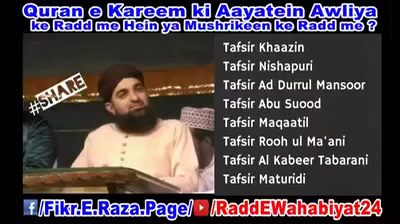 Quran e Kareem ki Aayatein Awliya
ke Radd me Hein ya Mushrikeen ke Radd me ?
#SHARE
Tafsir Khaazin
Tafsir Nishapuri
Tafsir Ad Durrul Mansoor
Tafsir Abu Suood
Tafsir Maqaatil
Tafsir Rooh ul Ma'ani
Tafsir Al Kabeer Tabarani
Tafsir Maturidi
f/Fikr.E.Raza.Page/ /RaddEWahabiyat24